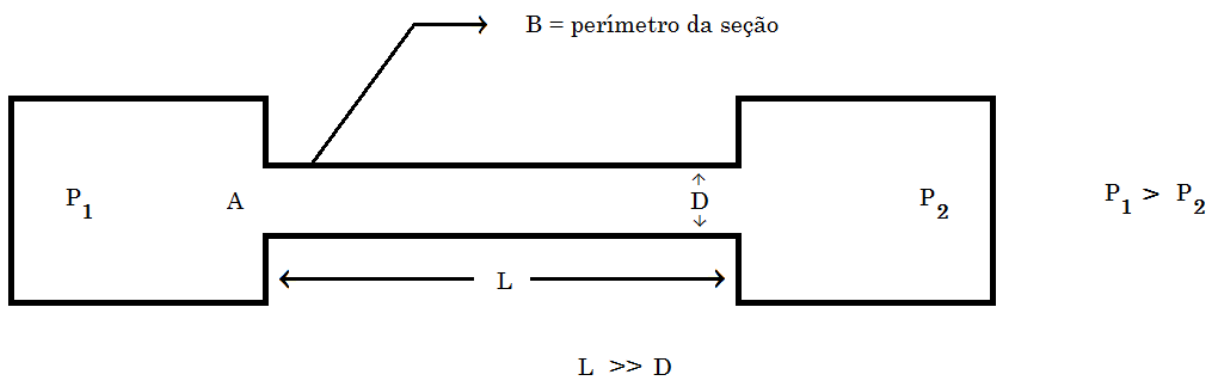 B = perímetro da seção
P₁ A D P₂ P₁ > P₂
L
L >> D